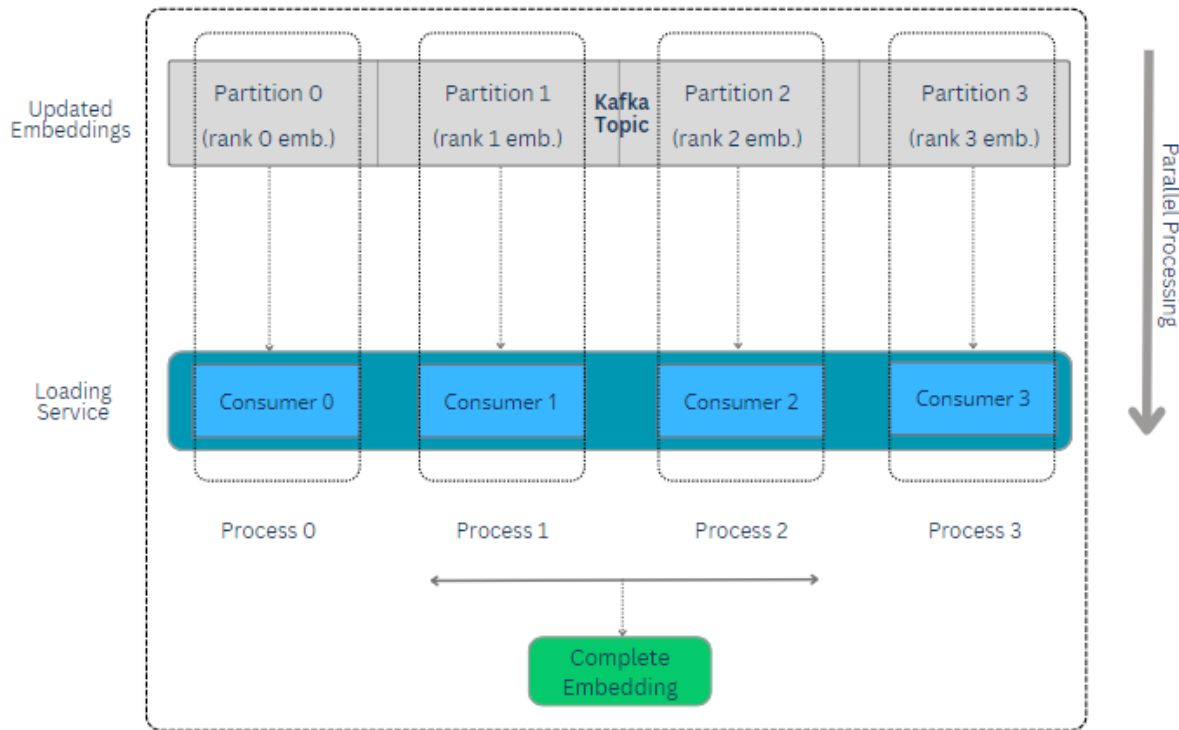 Updated
Embeddings
Partition 0
(rank 0 emb.)
Partition 1
(rank 1 emb.)
Kafka
Topic
Partition 2
(rank 2 emb.)
Partition 3
(rank 3 emb.)
Parallel Processing
Loading
Service
Consumer 0
Consumer 1
Consumer 2
Consumer 3
Process 0
Process 1
Process 2
Process 3
Complete
Embedding